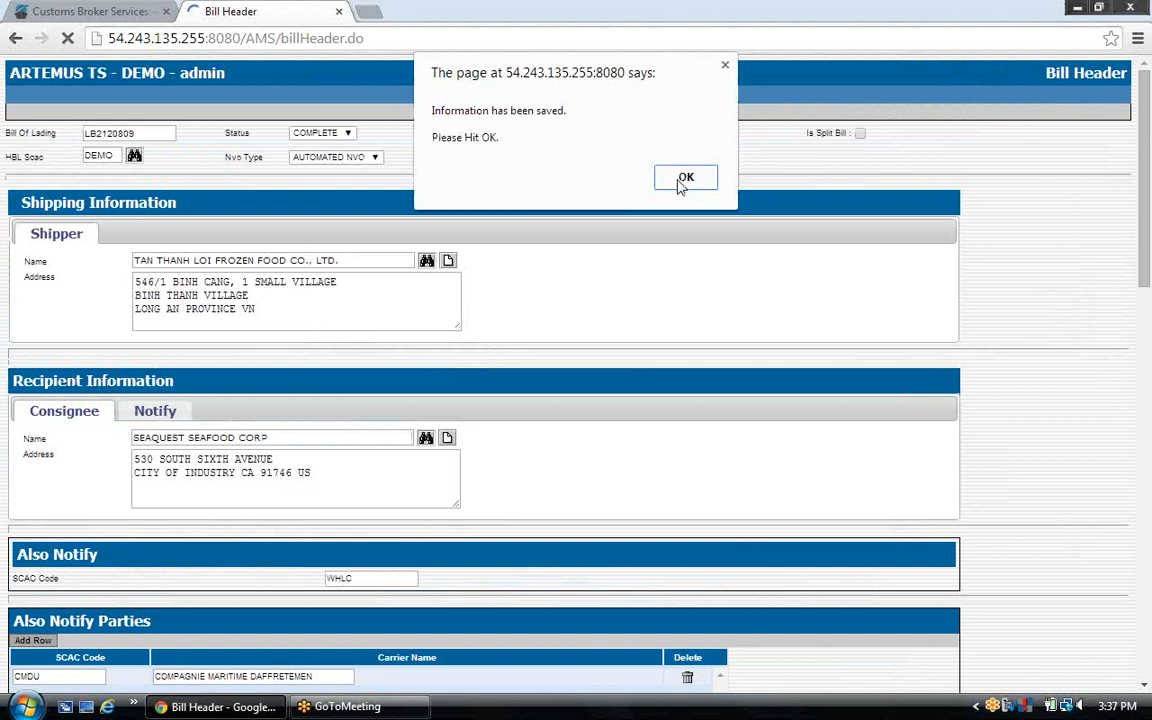 Customs Broker Services
Bill Header
54.243.135.255:8080/AMS/billHeader.do
ARTEMUS TS - DEMO - admin
Bill Header
The page at 54.243.135.255:8080 says:
Information has been saved.
Please Hit OK.
OK
Bill Of Lading
LB2120809
Status
COMPLETE
Is Split Bill :
HBL Scac
DEMO
Nvo Type
AUTOMATED NVO
Shipping Information
Shipper
Name
TAN THANH LOI FROZEN FOOD CO., LTD.
Address
546/1 BINH CANG, 1 SMALL VILLAGE
BINH THANH VILLAGE
LONG AN PROVINCE VN
Recipient Information
Consignee
Notify
Name
SEAQUEST SEAFOOD CORP
Address
530 SOUTH SIXTH AVENUE
CITY OF INDUSTRY CA 91746 US
Also Notify
SCAC Code
WHLC
Also Notify Parties
Add Row
SCAC Code
Carrier Name
Delete
CMDU
COMPAGNIE MARITIME DAFFRETEMEN
Bill Header - Google...
GoToMeeting
3:37 PM